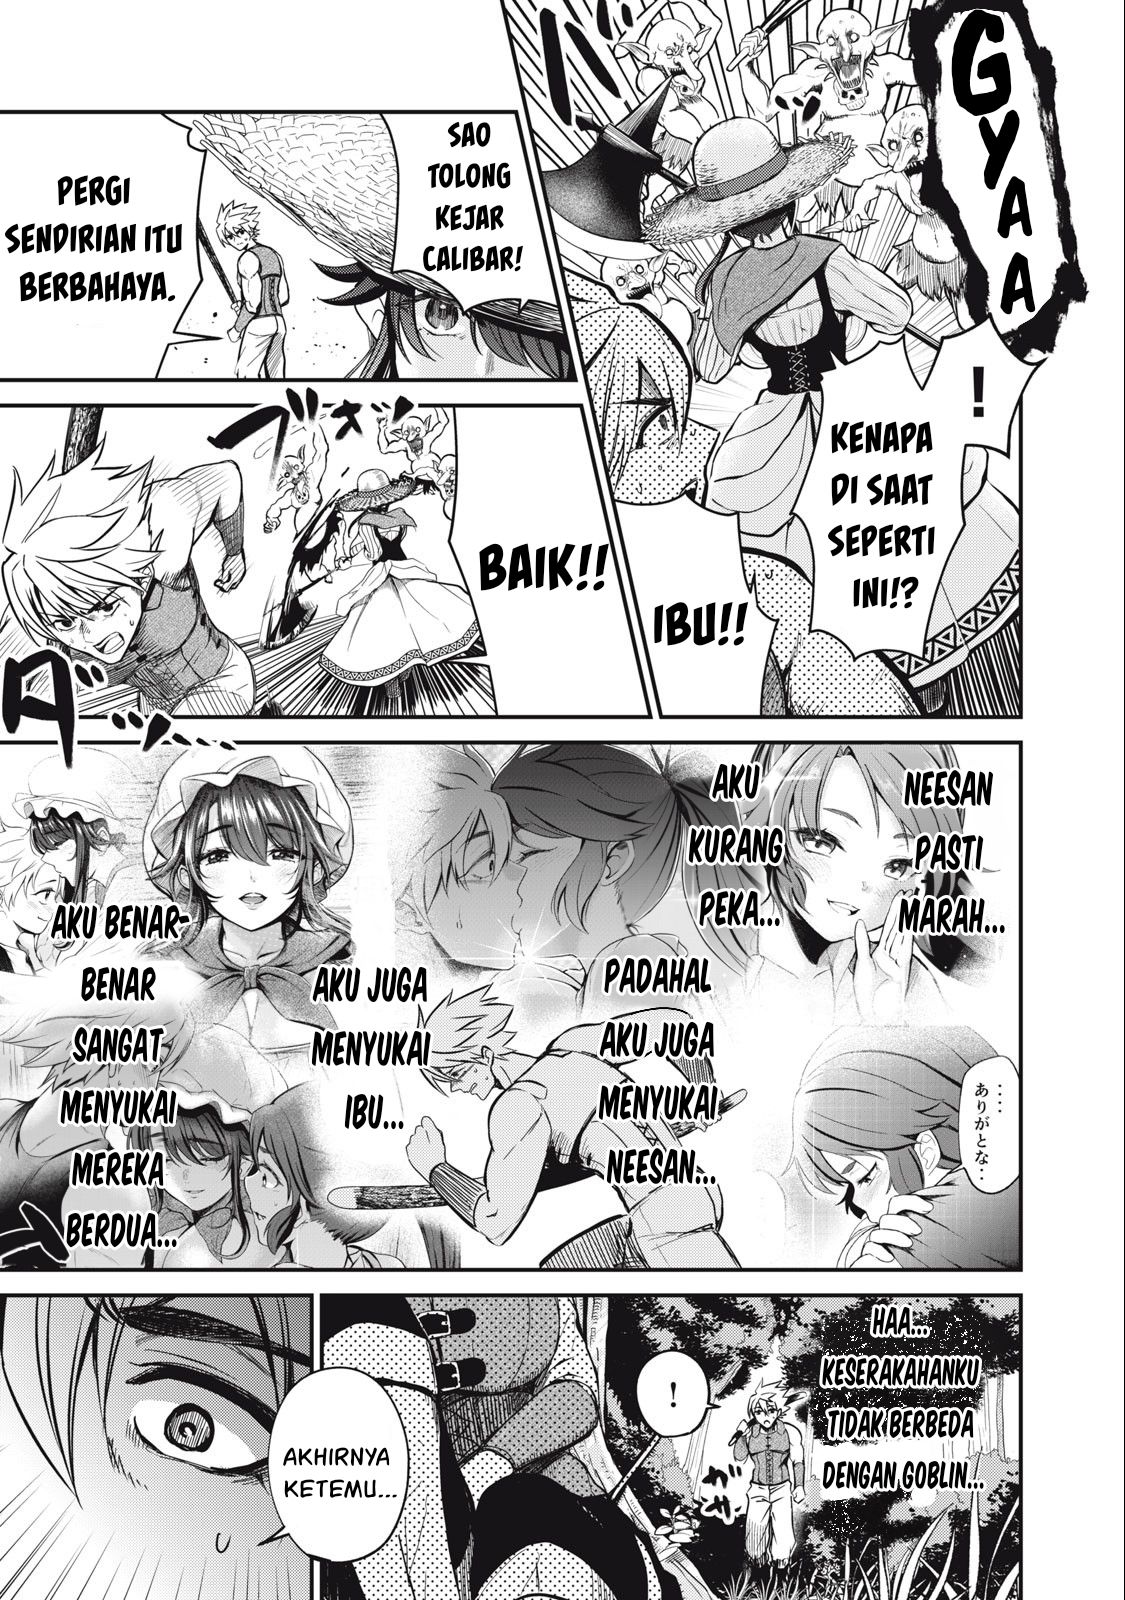 GYAA
!
KENAPA
DI SAAT
SEPERTI
INI!?
IBU!!
SAO
TOLONG
KEJAR
CALIBAR!
PERGI
SENDIRIAN ITU
BERBAHAYA.
BAIK!!
NEESAN
PASTI
MARAH...
AKU
KURANG
PEKA...
‥‥
ありがとな‥
PADAHAL
AKU JUGA
MENYUKAI
NEESAN...
AKU JUGA
MENYUKAI
IBU...
AKU BENAR-
BENAR
SANGAT
MENYUKAI
MEREKA
BERDUA...
HAA...
KESERAKAHANKU
TIDAK BERBEDA
DENGAN GOBLIN...
!
AKHIRNYA
KETEMU...